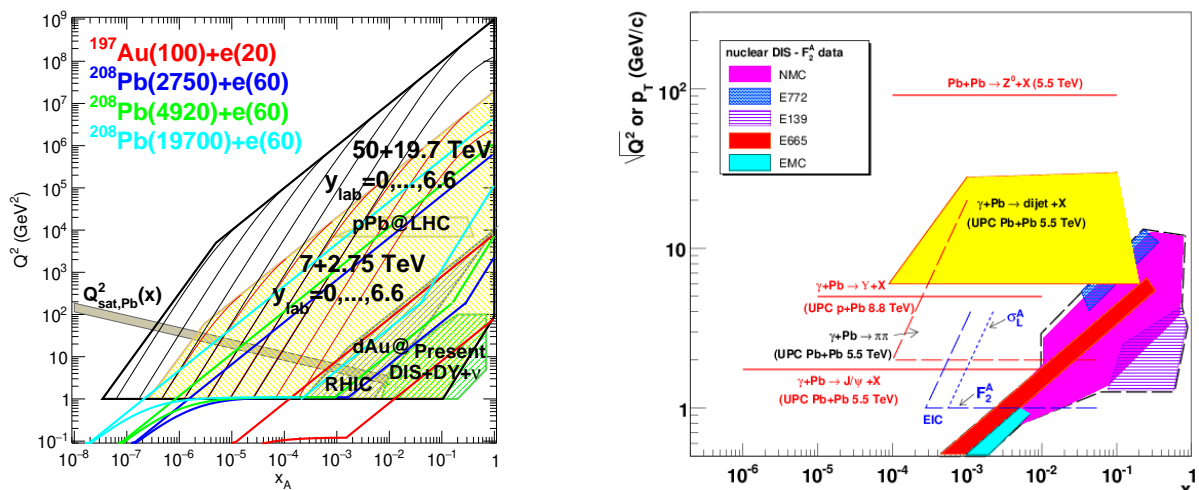 10⁹
10⁸
10⁷
10⁶
10⁵
10⁴
10³
10²
10
1
10⁻¹
Q² (GeV²)
¹⁹⁷Au(100)+e(20)
²⁰⁸Pb(2750)+e(60)
²⁰⁸Pb(4920)+e(60)
²⁰⁸Pb(19700)+e(60)
50+19.7 TeV
y_lab=0,...,6.6
pPb@LHC
7+2.75 TeV
y_lab=0,...,6.6
Q²_sat,Pb(x)
dAu@
RHIC
Present
DIS+DY+ν
10⁻⁸ 10⁻⁷ 10⁻⁶ 10⁻⁵ 10⁻⁴ 10⁻³ 10⁻² 10⁻¹ 1
x_A
√Q² or p_T (GeV/c)
10²
10
1
nuclear DIS - F₂ᴬ data
NMC
E772
E139
E665
EMC
Pb+Pb → Z⁰+X (5.5 TeV)
γ+Pb → dijet +X
(UPC Pb+Pb 5.5 TeV)
γ+Pb → Υ+X
(UPC p+Pb 8.8 TeV)
γ+Pb → ππ
(UPC Pb+Pb 5.5 TeV)
γ+Pb → J/ψ +X
(UPC Pb+Pb 5.5 TeV)
σ_Lᴬ
F₂ᴬ
EIC
10⁻⁶ 10⁻⁵ 10⁻⁴ 10⁻³ 10⁻² 10⁻¹ 1
x